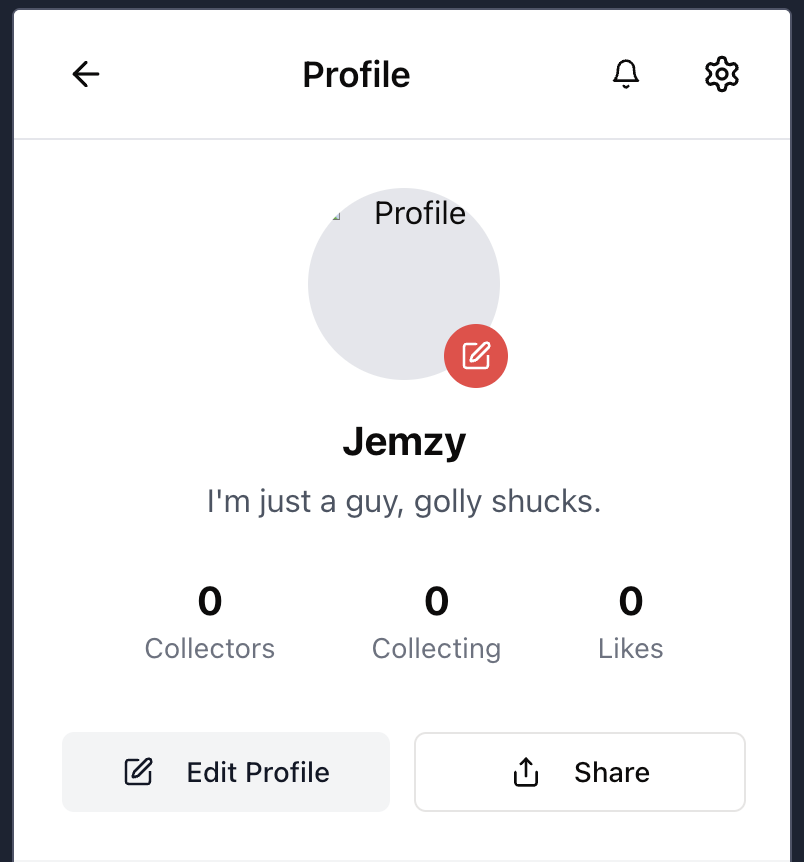 Profile
Profile
Jemzy
I'm just a guy, golly shucks.
0 0 0
Collectors Collecting Likes
Edit Profile Share